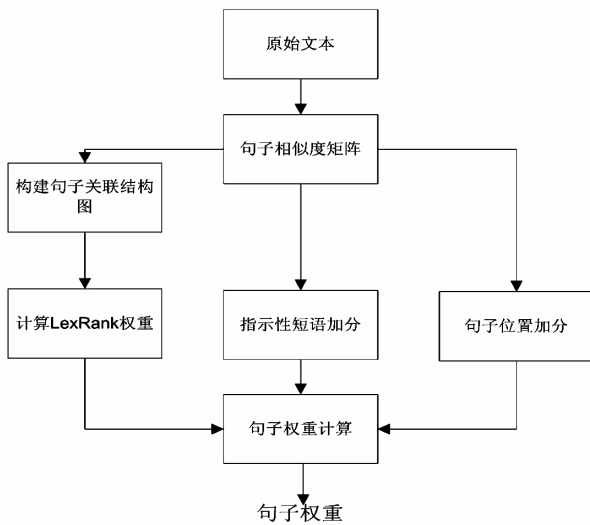 原始文本
句子相似度矩阵
构建句子关联结构
图
计算LexRank权重
指示性短语加分
句子位置加分
句子权重计算
句子权重